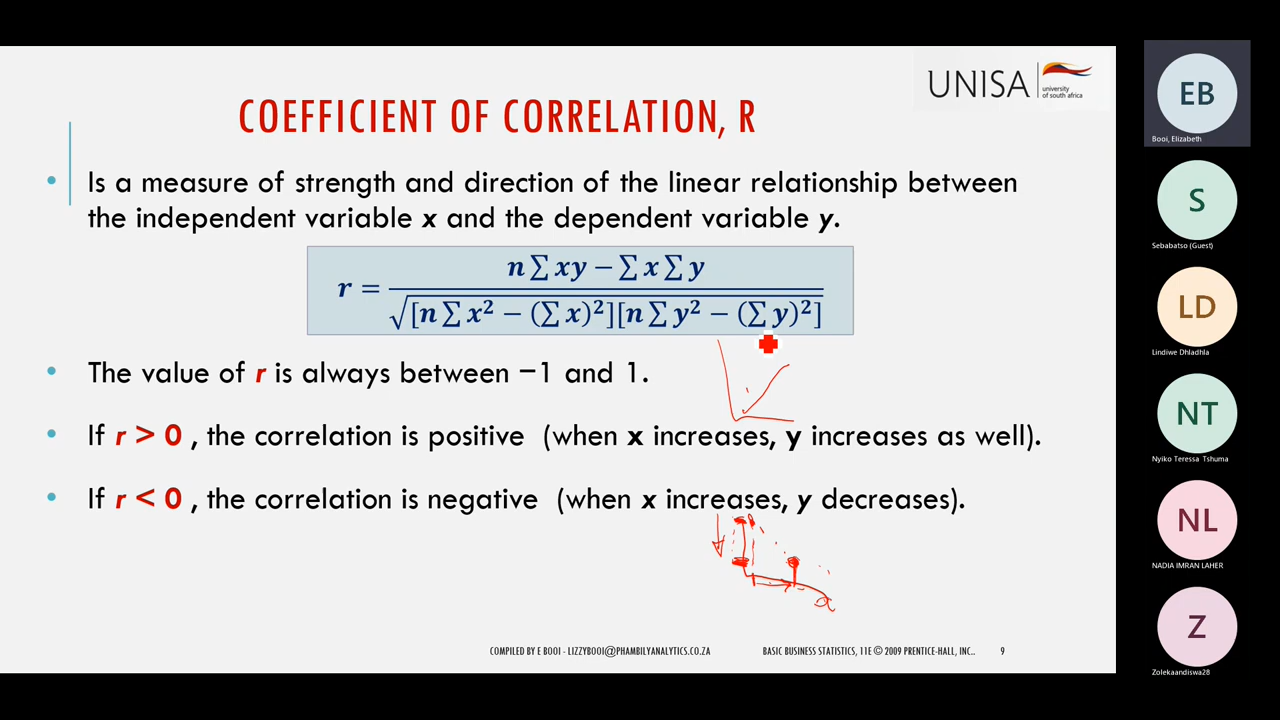 UNISA
university
of south africa
COEFFICIENT OF CORRELATION, R
• Is a measure of strength and direction of the linear relationship between
the independent variable x and the dependent variable y.
r = n∑xy − ∑x∑y / √[n∑x² − (∑x)²][n∑y² − (∑y)²]
• The value of r is always between −1 and 1.
• If r > 0 , the correlation is positive (when x increases, y increases as well).
• If r < 0 , the correlation is negative (when x increases, y decreases).
COMPILED BY E BOOI - LIZZYBOOI@PHAMBILYANALYTICS.CO.ZA
BASIC BUSINESS STATISTICS, 11E © 2009 PRENTICE-HALL, INC..
9
EB
Booi, Elizabeth
S
Sebabatso (Guest)
LD
Lindiwe Dhladhla
NT
Nyiko Teressa Tshuma
NL
NADIA IMRAN LAHER
Z
Zolekaandiswa28